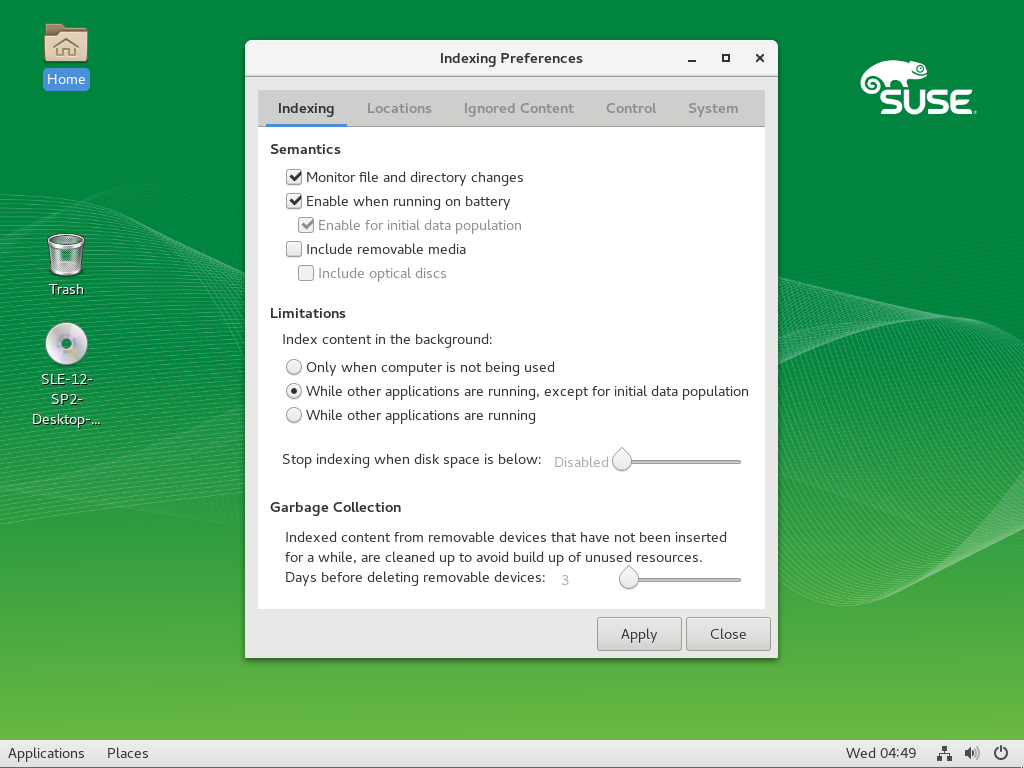 Home
SUSE
Trash
SLE-12-
SP2-
Desktop-...
Indexing Preferences
Indexing Locations Ignored Content Control System
Semantics
Monitor file and directory changes
Enable when running on battery
Enable for initial data population
Include removable media
Include optical discs
Limitations
Index content in the background:
Only when computer is not being used
While other applications are running, except for initial data population
While other applications are running
Stop indexing when disk space is below: Disabled
Garbage Collection
Indexed content from removable devices that have not been inserted
for a while, are cleaned up to avoid build up of unused resources.
Days before deleting removable devices: 3
Apply Close
Applications Places Wed 04:49